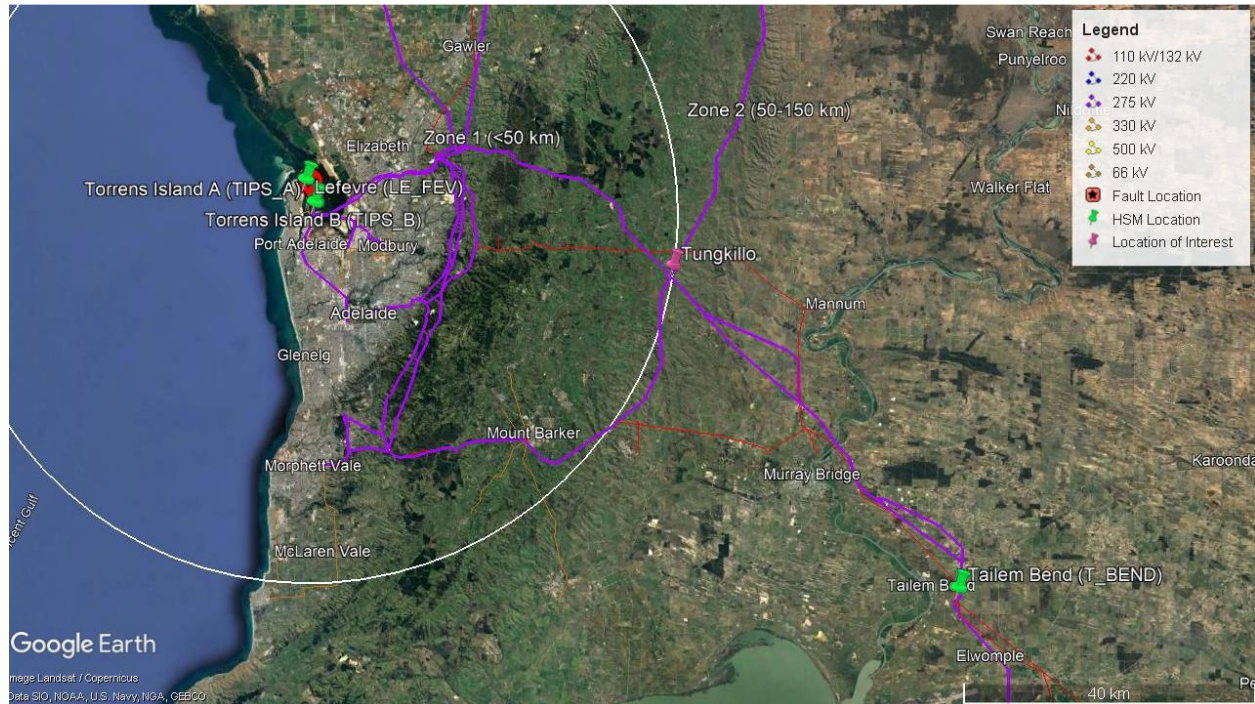 Gawler
Swan Reach
Punyelroo
Legend
110 kV/132 kV
220 kV
275 kV
330 kV
500 kV
66 kV
Fault Location
HSM Location
Location of Interest
Zone 2 (50-150 km)
Zone 1 (<50 km)
Elizabeth
Walker Flat
Torrens Island A (TIPS_A)
Lefevre (LE_FEV)
Torrens Island B (TIPS_B)
Port Adelaide
Modbury
Tungkillo
Mannum
Adelaide
Glenelg
Mount Barker
Morphett Vale
Murray Bridge
Karoonda
McLaren Vale
Tailem Bend (T_BEND)
Tailem B
Elwomple
Google Earth
Image Landsat / Copernicus
Data SIO, NOAA, U.S. Navy, NGA, GEBCO
40 km